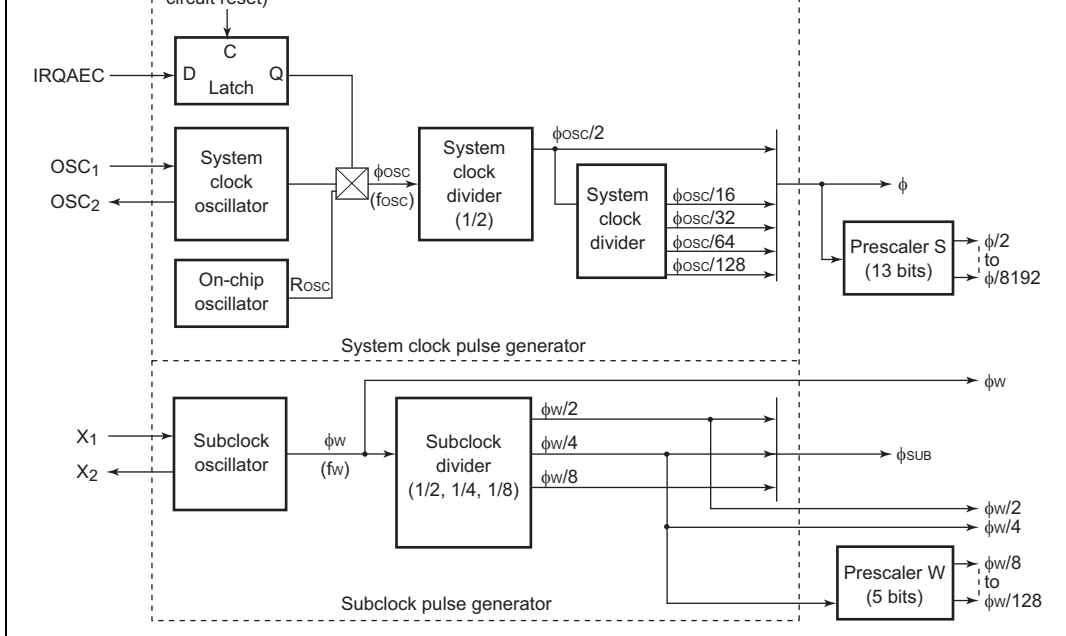 circuit reset)
IRQAEC
C
D
Q
Latch
OSC1
OSC2
System
clock
oscillator
On-chip
oscillator
ROSC
φOSC
(fOSC)
System
clock
divider
(1/2)
φOSC/2
System
clock
divider
φOSC/16
φOSC/32
φOSC/64
φOSC/128
φ
Prescaler S
(13 bits)
φ/2
to
φ/8192
System clock pulse generator
X1
X2
Subclock
oscillator
φW
(fW)
Subclock
divider
(1/2, 1/4, 1/8)
φW/2
φW/4
φW/8
φW
φSUB
φW/2
φW/4
Prescaler W
(5 bits)
φW/8
to
φW/128
Subclock pulse generator